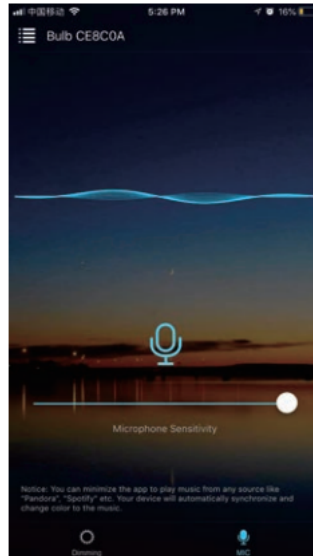 中国移动 5:26 PM 16%
Bulb CE8C0A
Microphone Sensitivity
Notice: You can minimize the app to play music from any source like
"Pandora", "Spotify" etc. Your device will automatically synchronize and
change color to the music.
Dimming MIC